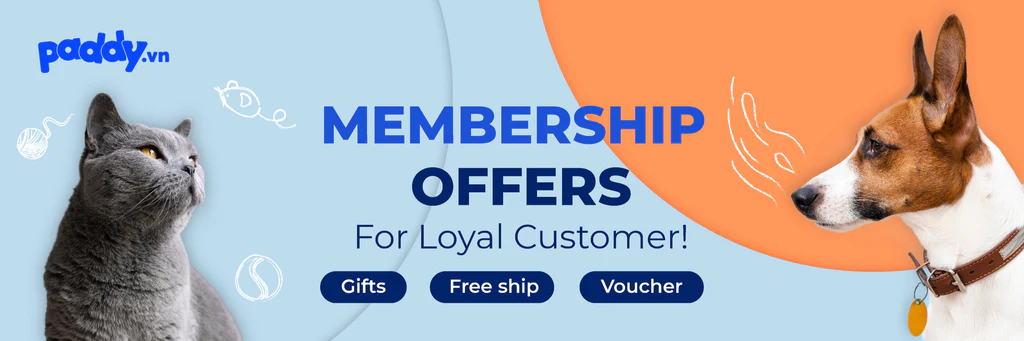 paddy.vn
MEMBERSHIP
OFFERS
For Loyal Customer!
Gifts Free ship Voucher